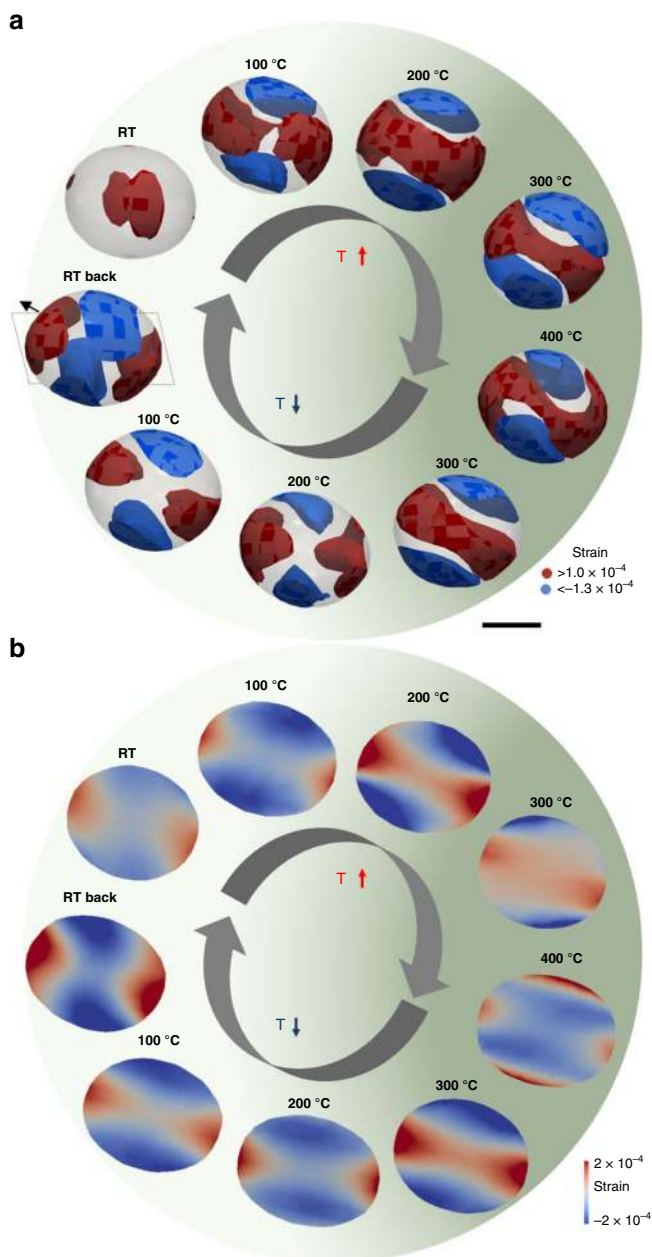 a
100 °C
200 °C
RT
300 °C
T
RT back
400 °C
T
100 °C
200 °C
300 °C
Strain
>1.0 × 10⁻⁴
<–1.3 × 10⁻⁴
b
100 °C
200 °C
RT
300 °C
T
RT back
400 °C
T
100 °C
200 °C
300 °C
2 × 10⁻⁴
Strain
–2 × 10⁻⁴